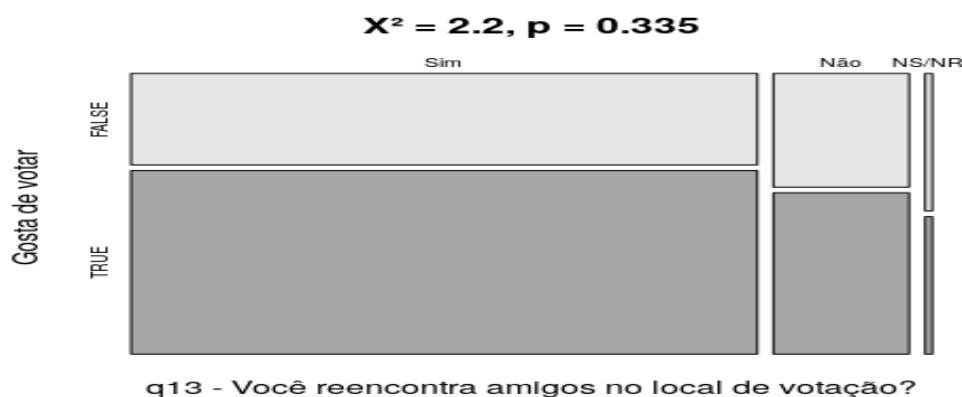 X² = 2.2, p = 0.335
Sim Não NS/NR
FALSE
Gosta de votar
TRUE
q13 - Você reencontra amigos no local de votação?